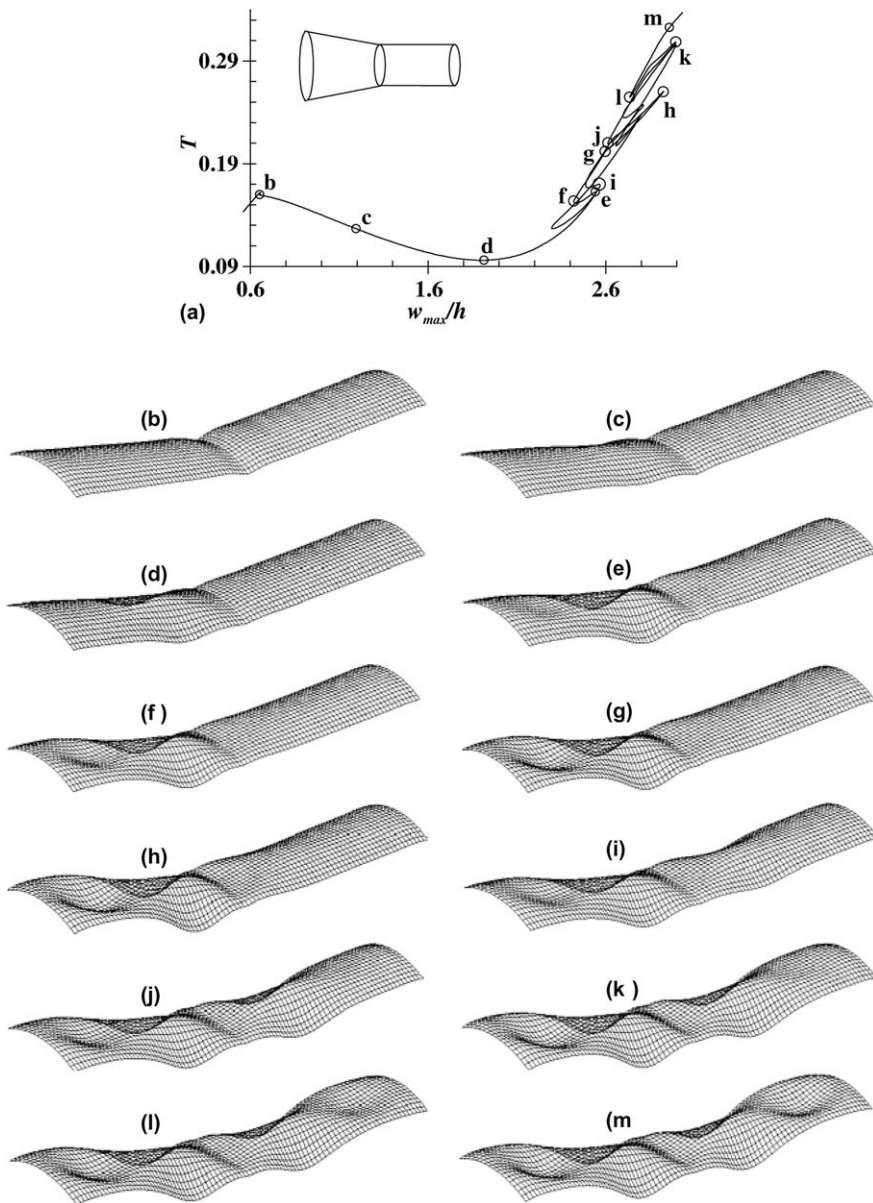 m
0.29
k
l
h
T
j
0.19
g
b
i
f
e
c
d
0.09
0.6 1.6 2.6
(a) w_max/h
(b) (c)
(d) (e)
(f ) (g)
(h) (i)
(j) (k )
(l) (m